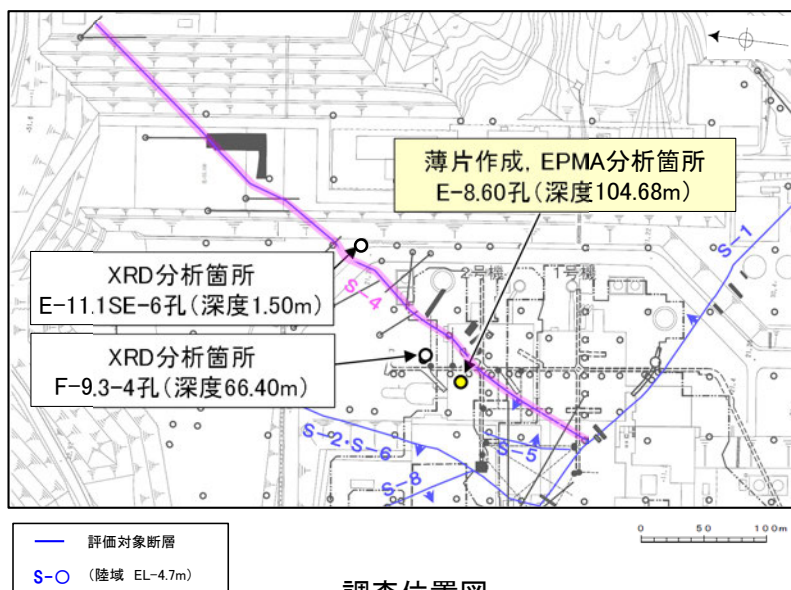 薄片作成, EPMA分析箇所
E-8.60孔(深度104.68m)
S-1
XRD分析箇所
E-11.1SE-6孔(深度1.50m)
S-4
2号機
1号機
XRD分析箇所
F-9.3-4孔(深度66.40m)
S-2・S-6
S-5
S-8
0 50 100m
評価対象断層
S-○ (陸域 EL-4.7m)
調査位置図